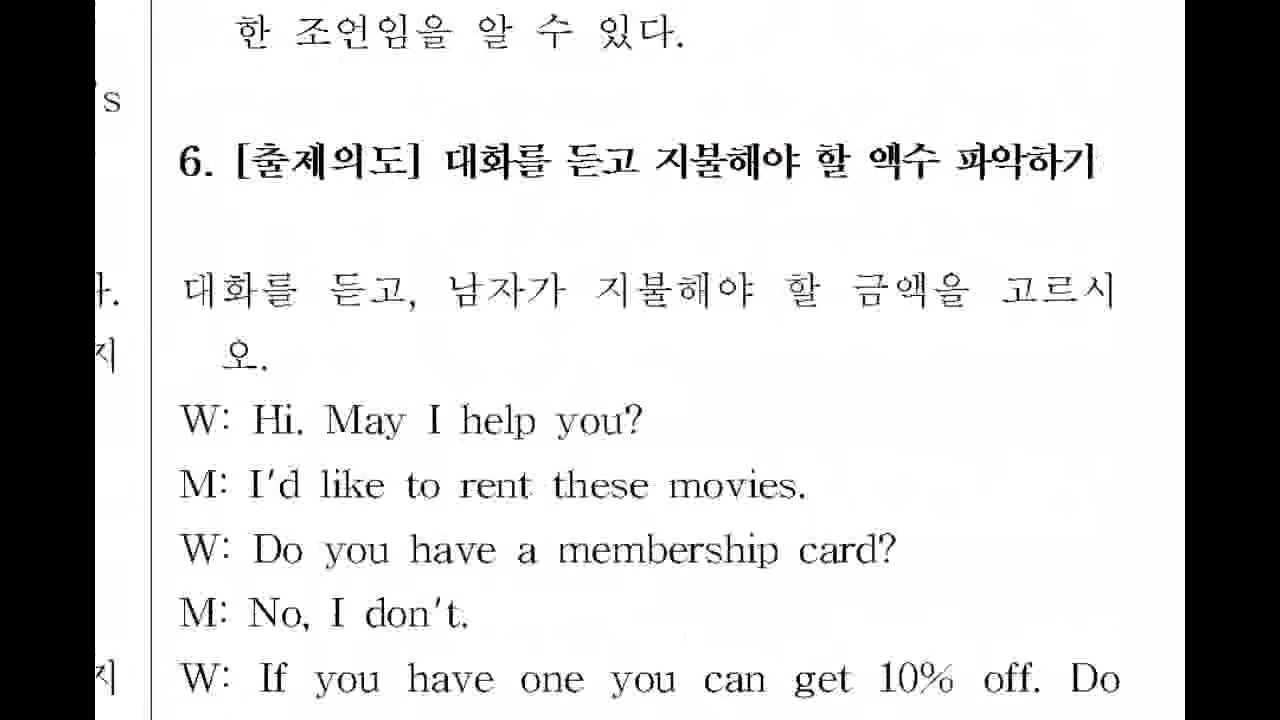 한 조언임을 알 수 있다.
's
6. [출제의도] 대화를 듣고 지불해야 할 액수 파악하기
대화를 듣고, 남자가 지불해야 할 금액을 고르시
오.
W: Hi. May I help you?
M: I'd like to rent these movies.
W: Do you have a membership card?
M: No, I don't.
W: If you have one you can get 10% off. Do